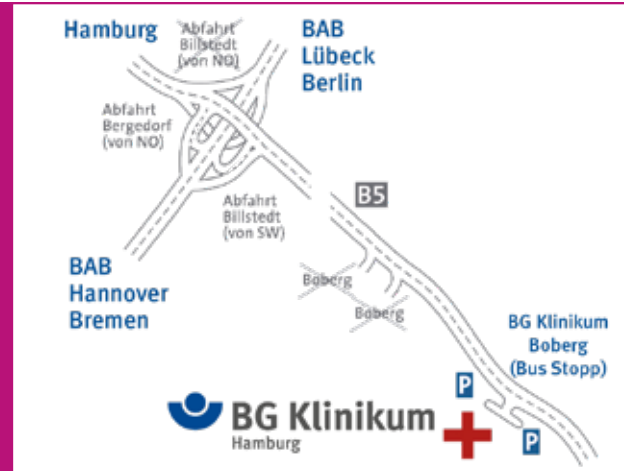 Hamburg
Abfahrt
Billstedt
(von NO)
BAB
Lübeck
Berlin
Abfahrt
Bergedorf
(von NO)
B5
Abfahrt
Billstedt
(von SW)
BAB
Hannover
Bremen
Boberg
Boberg
BG Klinikum
Boberg
(Bus Stopp)
P
BG Klinikum
Hamburg
P